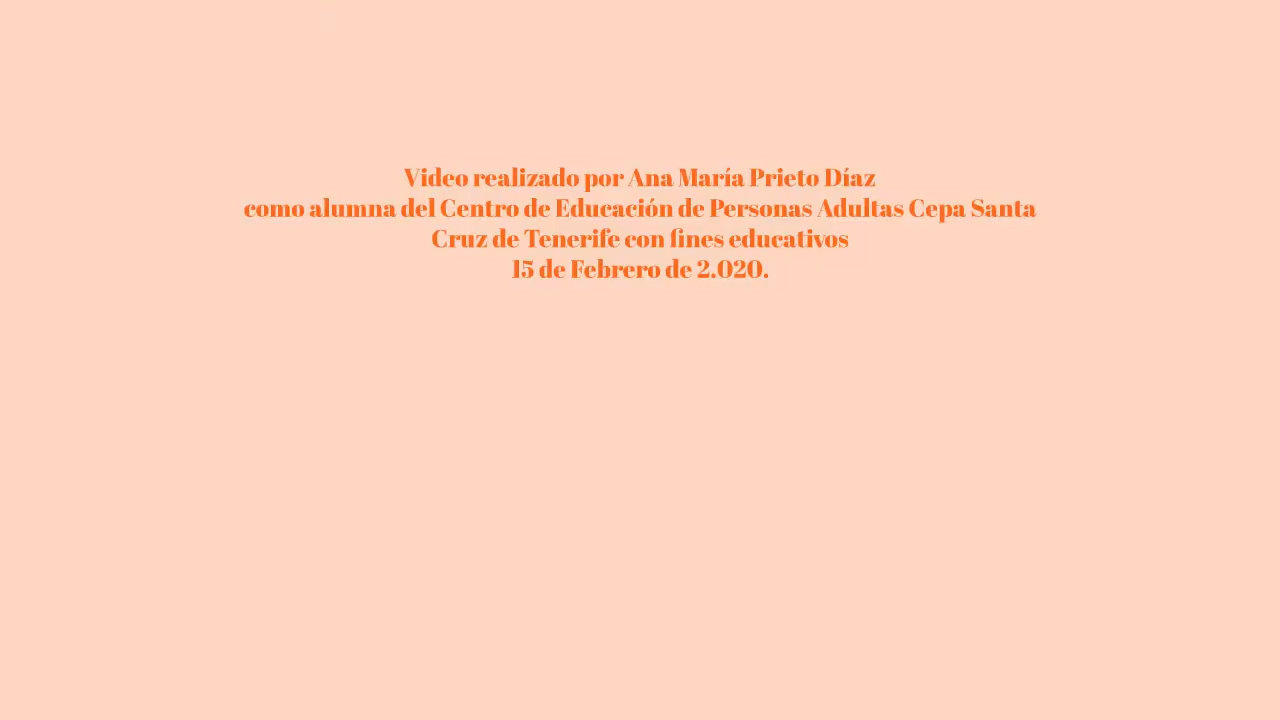 Video realizado por Ana María Prieto Díaz
como alumna del Centro de Educación de Personas Adultas Cepa Santa
Cruz de Tenerife con fines educativos
15 de Febrero de 2.020.